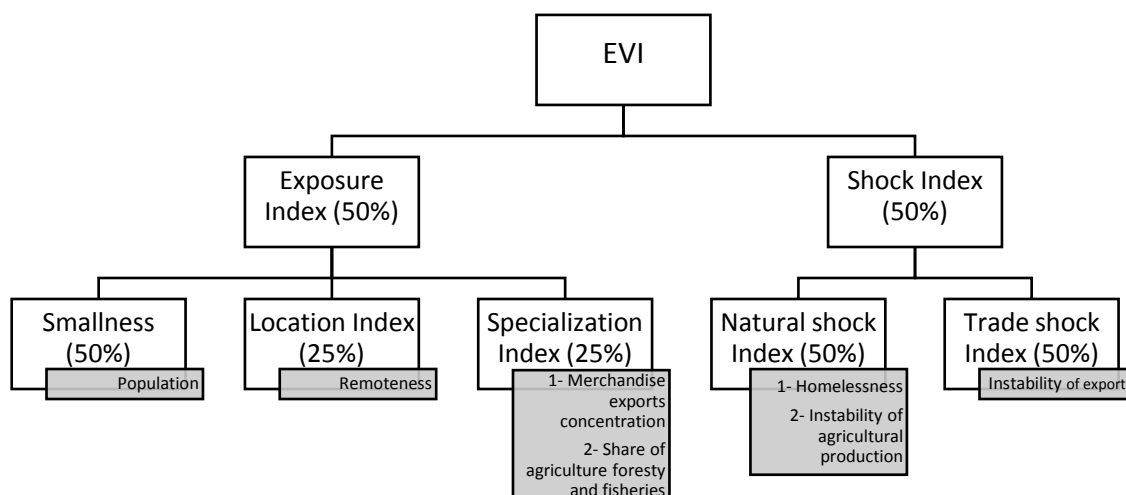 EVI
Exposure
Index (50%)
Shock Index
(50%)
Smallness
(50%)
Population
Location Index
(25%)
Remoteness
Specialization
Index (25%)
1- Merchandise
exports
concentration
2- Share of
agriculture foresty
and fisheries
Natural shock
Index (50%)
1- Homelessness
2- Instability of
agricultural
production
Trade shock
Index (50%)
Instability of export